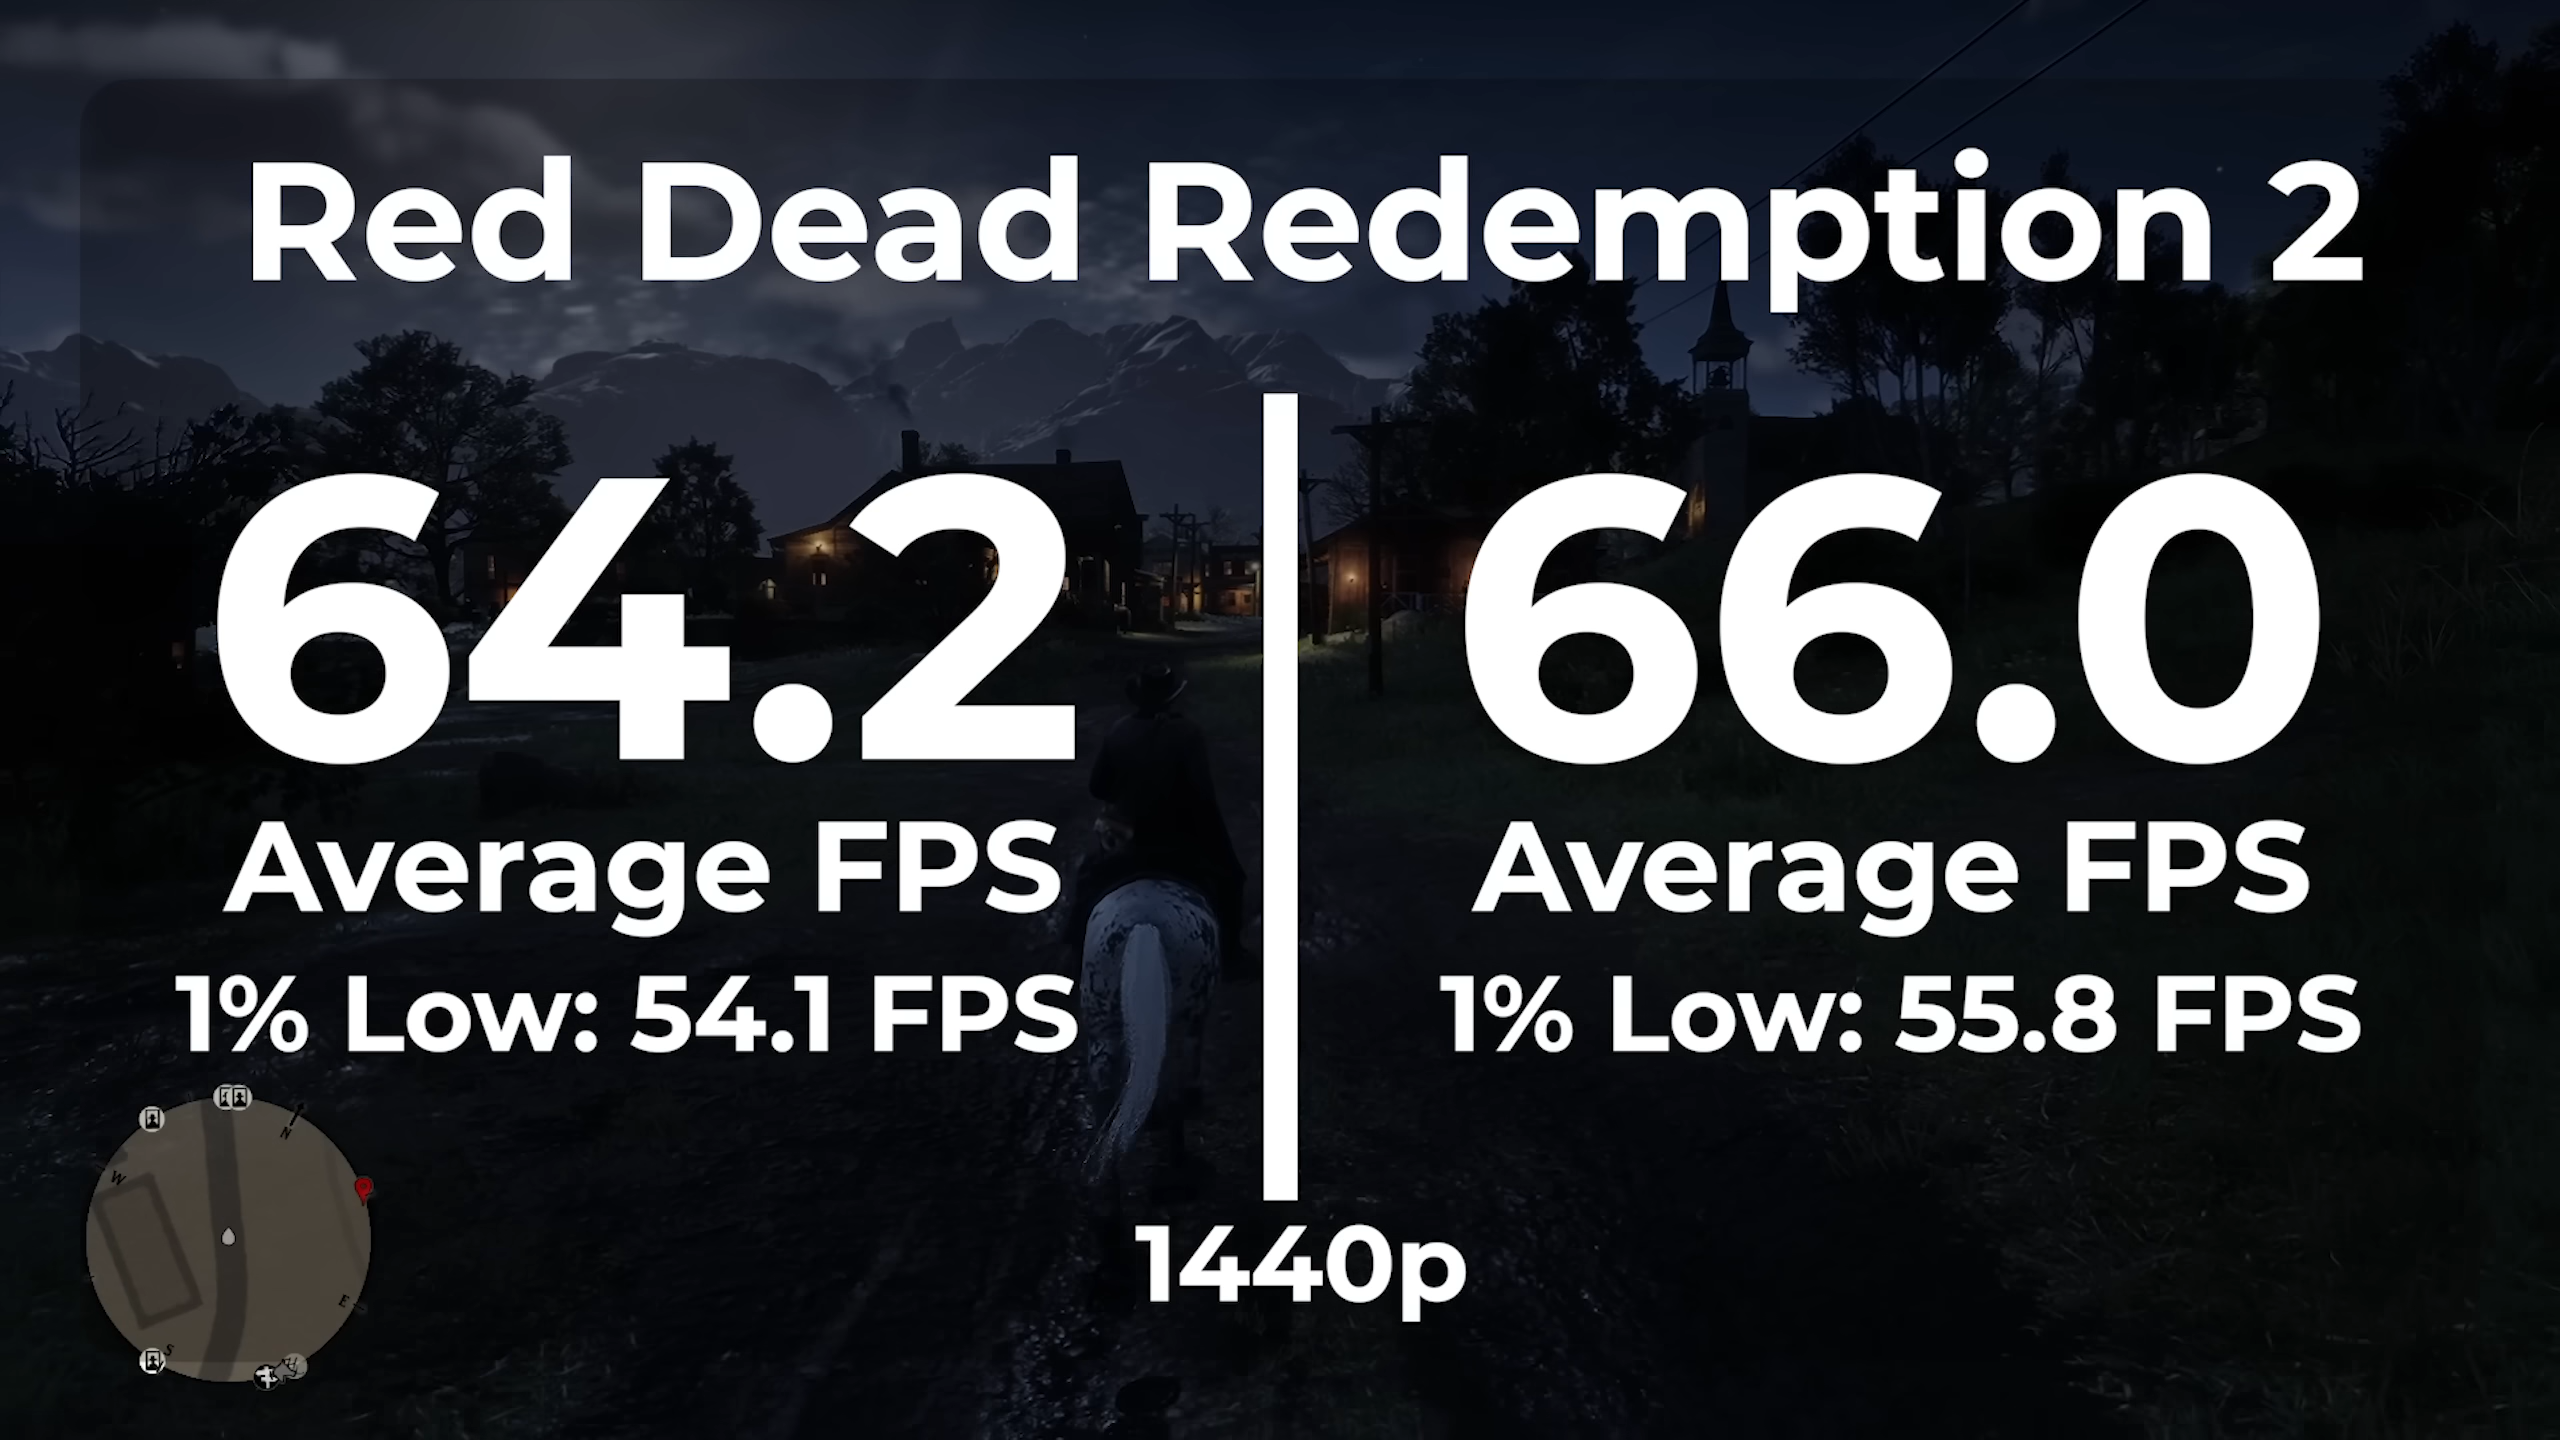 Red Dead Redemption 2
64.2
Average FPS
1% Low: 54.1 FPS
66.0
Average FPS
1% Low: 55.8 FPS
1440p
N
W
E
S